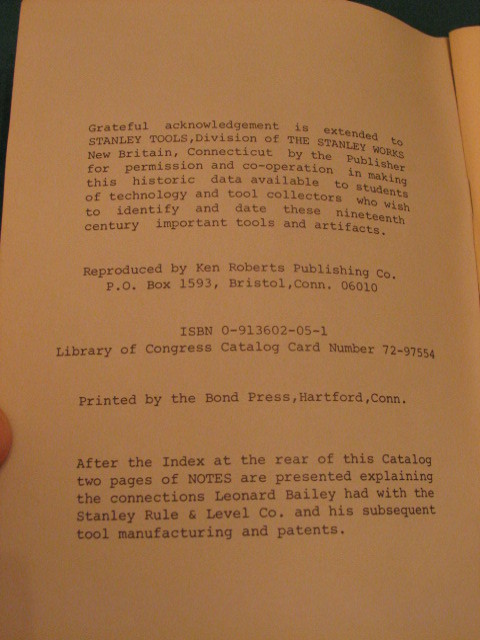 Grateful acknowledgement is extended to
STANLEY TOOLS,Division of THE STANLEY WORKS
New Britain, Connecticut by the Publisher
for permission and co-operation in making
this historic data available to students
of technology and tool collectors who wish
to identify and date these nineteenth
century important tools and artifacts.
Reproduced by Ken Roberts Publishing Co.
P.O. Box 1593, Bristol,Conn. 06010
ISBN 0-913602-05-1
Library of Congress Catalog Card Number 72-97554
Printed by the Bond Press,Hartford,Conn.
After the Index at the rear of this Catalog
two pages of NOTES are presented explaining
the connections Leonard Bailey had with the
Stanley Rule & Level Co. and his subsequent
tool manufacturing and patents.